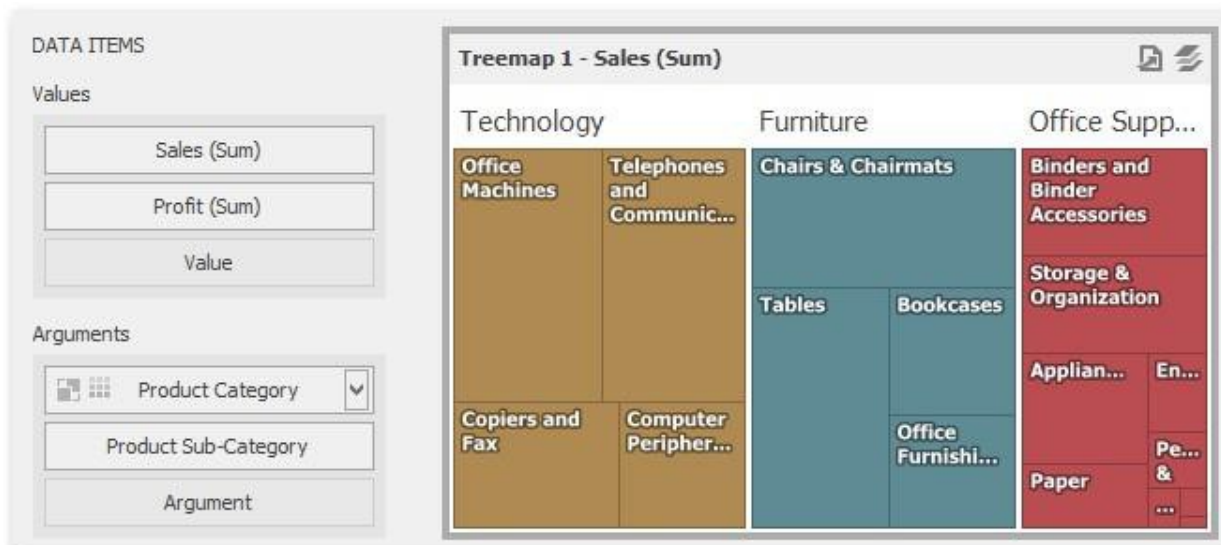 DATA ITEMS
Values
Sales (Sum)
Profit (Sum)
Value
Arguments
Product Category
Product Sub-Category
Argument
Treemap 1 - Sales (Sum)
Technology
Office
Machines
Telephones
and
Communic...
Copiers and
Fax
Computer
Peripher...
Furniture
Chairs & Chairmats
Tables
Bookcases
Office
Furnishi...
Office Supp...
Binders and
Binder
Accessories
Storage &
Organization
Applian...
En...
Paper
Pe...
&
...